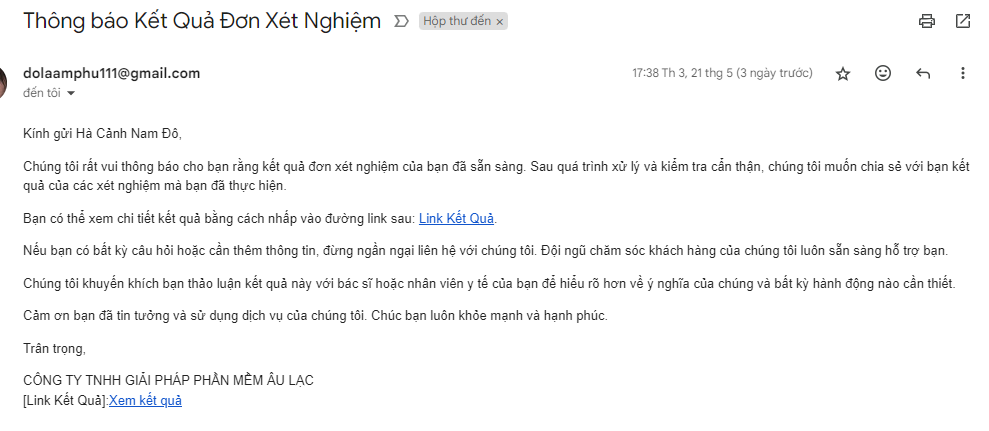 Thông báo Kết Quả Đơn Xét Nghiệm
Hộp thư đến ×
dolaamphu111@gmail.com
17:38 Th 3, 21 thg 5 (3 ngày trước)
đến tôi
Kính gửi Hà Cảnh Nam Đô,
Chúng tôi rất vui thông báo cho bạn rằng kết quả đơn xét nghiệm của bạn đã sẵn sàng. Sau quá trình xử lý và kiểm tra cẩn thận, chúng tôi muốn chia sẻ với bạn kết
quả của các xét nghiệm mà bạn đã thực hiện.
Bạn có thể xem chi tiết kết quả bằng cách nhấp vào đường link sau: Link Kết Quả.
Nếu bạn có bất kỳ câu hỏi hoặc cần thêm thông tin, đừng ngần ngại liên hệ với chúng tôi. Đội ngũ chăm sóc khách hàng của chúng tôi luôn sẵn sàng hỗ trợ bạn.
Chúng tôi khuyến khích bạn thảo luận kết quả này với bác sĩ hoặc nhân viên y tế của bạn để hiểu rõ hơn về ý nghĩa của chúng và bất kỳ hành động nào cần thiết.
Cảm ơn bạn đã tin tưởng và sử dụng dịch vụ của chúng tôi. Chúc bạn luôn khỏe mạnh và hạnh phúc.
Trân trọng,
CÔNG TY TNHH GIẢI PHÁP PHẦN MỀM ÂU LẠC
[Link Kết Quả]:Xem kết quả